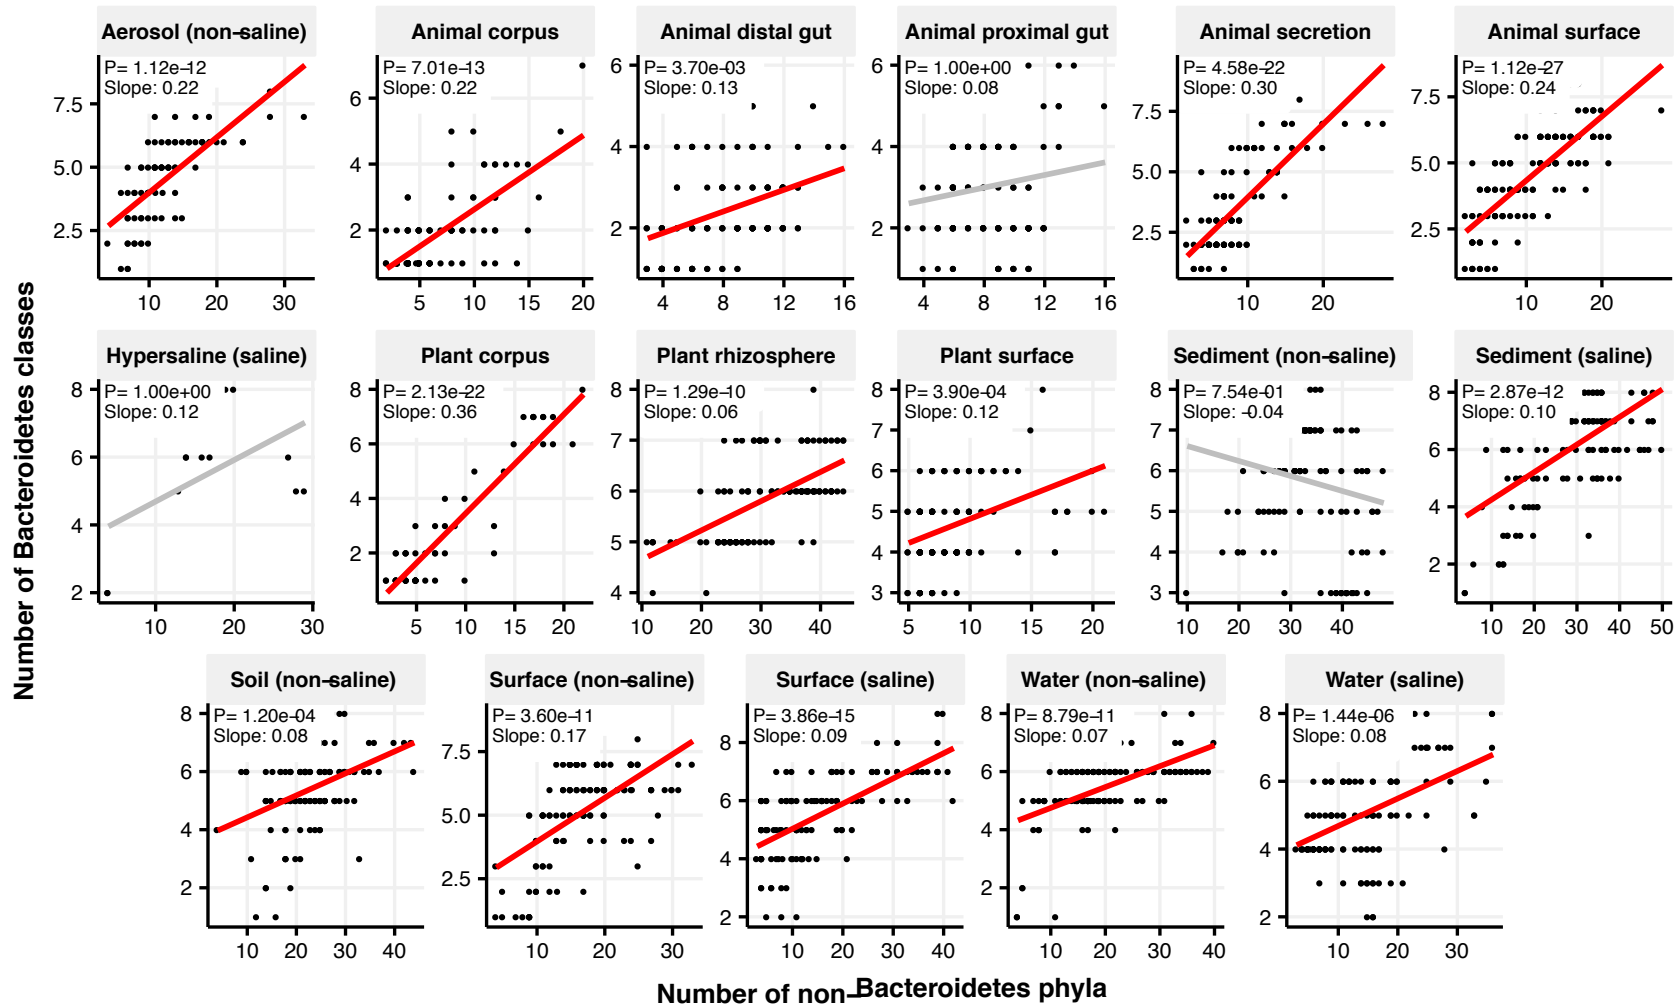 Aerosol (non-saline)
P= 1.12e-12
Slope: 0.22
7.5
5.0
2.5
10 20 30
Animal corpus
P= 7.01e-13
Slope: 0.22
6
4
2
5 10 15 20
Animal distal gut
P= 3.70e-03
Slope: 0.13
6
4
2
4 8 12 16
Animal proximal gut
P= 1.00e+00
Slope: 0.08
6
4
2
4 8 12 16
Animal secretion
P= 4.58e-22
Slope: 0.30
7.5
5.0
2.5
10 20
Animal surface
P= 1.12e-27
Slope: 0.24
7.5
5.0
2.5
10 20
Hypersaline (saline)
P= 1.00e+00
Slope: 0.12
8
6
4
2
10 20 30
Plant corpus
P= 2.13e-22
Slope: 0.36
8
6
4
2
5 10 15 20
Plant rhizosphere
P= 1.29e-10
Slope: 0.06
8
7
6
5
4
10 20 30 40
Plant surface
P= 3.90e-04
Slope: 0.12
8
7
6
5
4
3
5 10 15 20
Sediment (non-saline)
P= 7.54e-01
Slope: -0.04
8
7
6
5
4
3
10 20 30 40
Sediment (saline)
P= 2.87e-12
Slope: 0.10
8
6
4
2
10 20 30 40 50
Soil (non-saline)
P= 1.20e-04
Slope: 0.08
8
6
4
2
10 20 30 40
Surface (non-saline)
P= 3.60e-11
Slope: 0.17
7.5
5.0
2.5
10 20 30
Surface (saline)
P= 3.86e-15
Slope: 0.09
8
6
4
2
10 20 30 40
Water (non-saline)
P= 8.79e-11
Slope: 0.07
8
6
4
2
10 20 30 40
Water (saline)
P= 1.44e-06
Slope: 0.08
8
6
4
2
10 20 30
Number of Bacteroidetes classes
Number of non-Bacteroidetes phyla